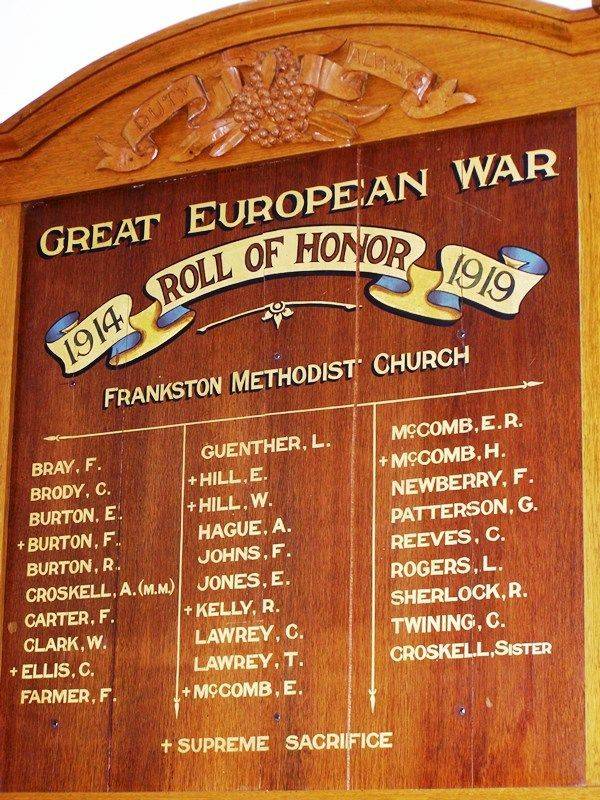 DUTY ALWAYS
GREAT EUROPEAN WAR
ROLL OF HONOR
1914 1919
FRANKSTON METHODIST CHURCH
BRAY, F.
BRODY, C.
BURTON, E.
+BURTON, F.
BURTON, R.
CROSKELL, A. (M.M)
CARTER, F.
CLARK, W.
+ELLIS, C.
FARMER, F.
GUENTHER, L.
+HILL, E.
+HILL, W.
HAGUE, A.
JOHNS, F.
JONES, E.
+KELLY, R.
LAWREY, C.
LAWREY, T.
+McCOMB, E.
McCOMB, E.R.
+McCOMB, H.
NEWBERRY, F.
PATTERSON, G.
REEVES, C.
ROGERS, L.
SHERLOCK, R.
TWINING, C.
CROSKELL, SISTER
+ SUPREME SACRIFICE